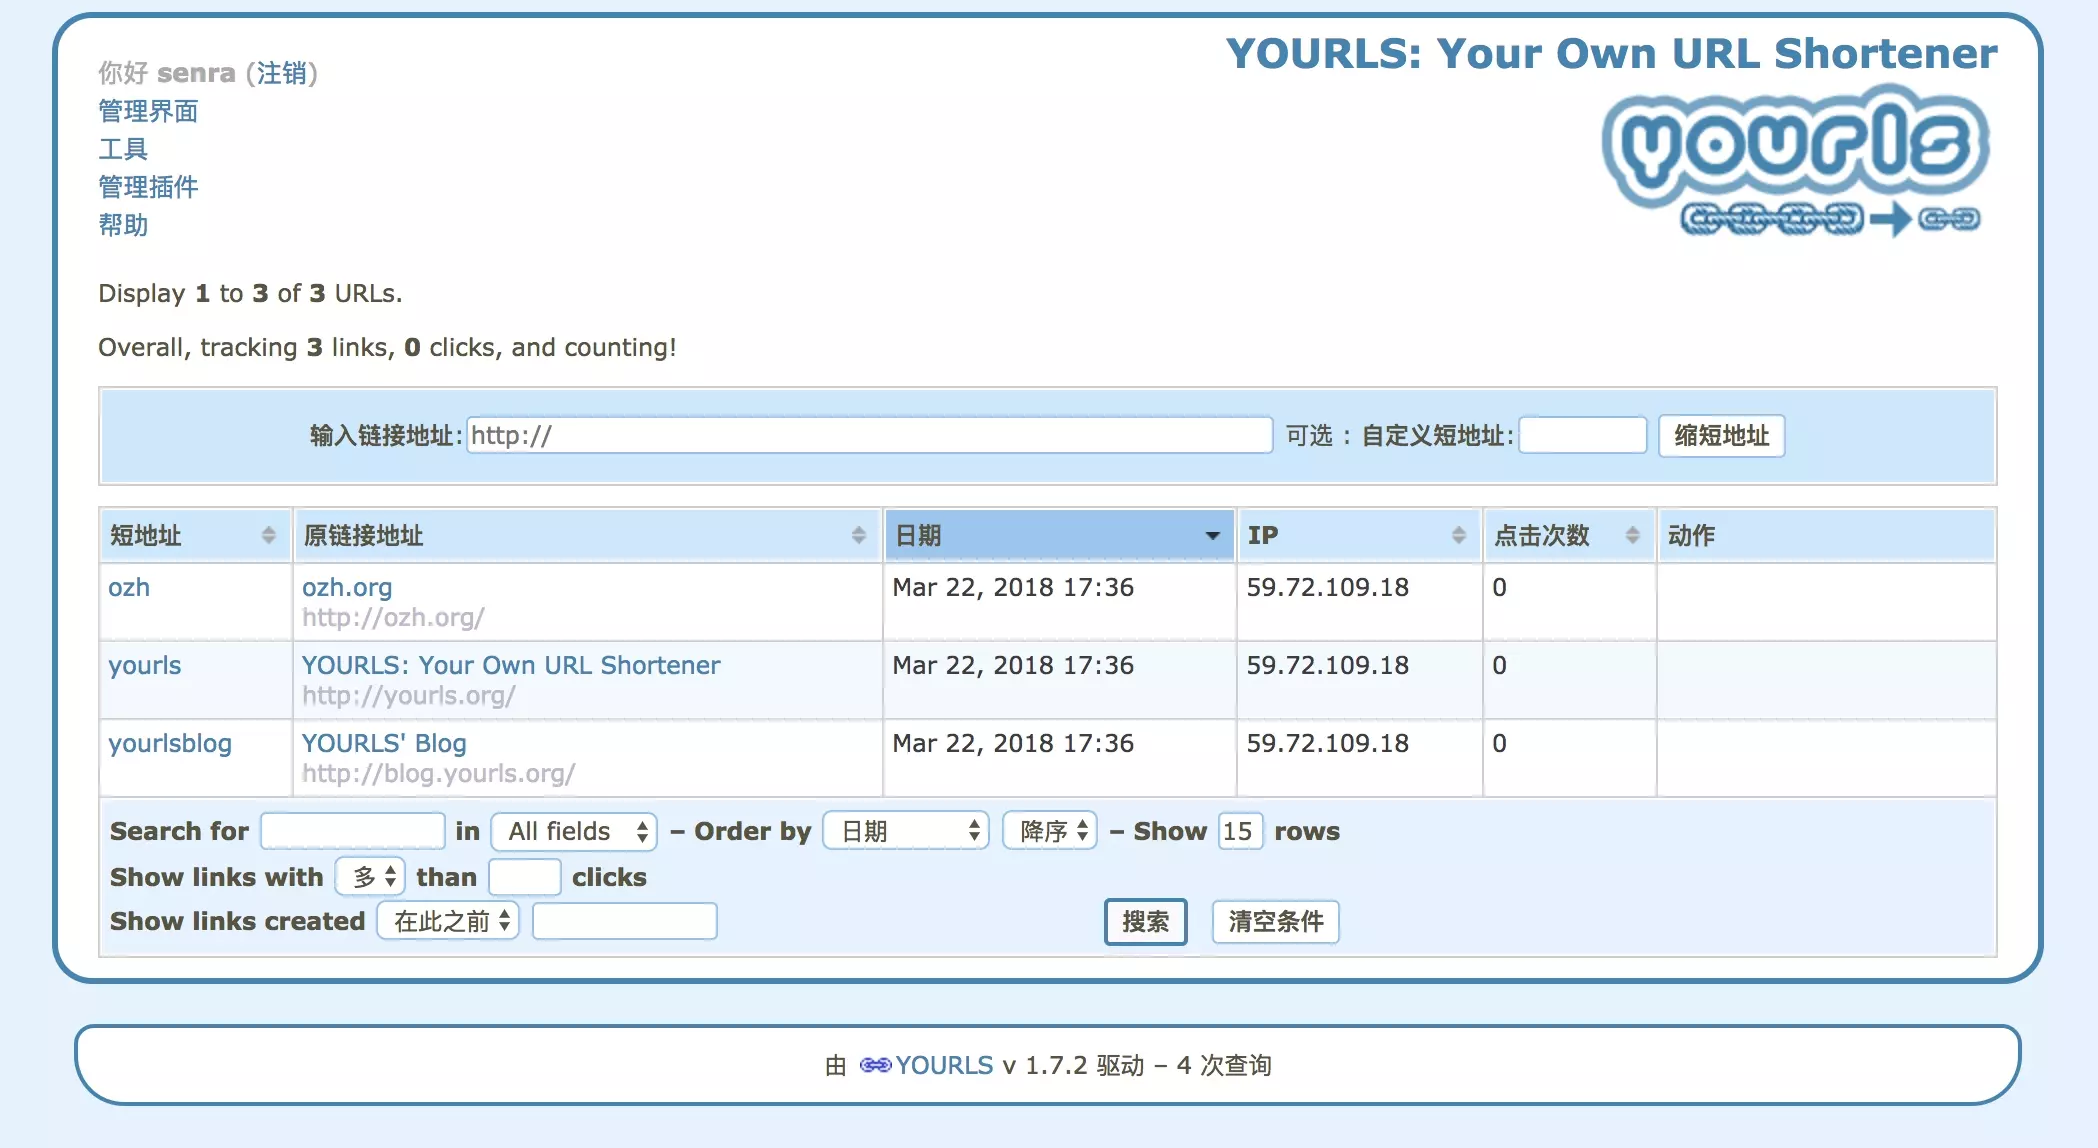 你好 senra (注销)
YOURLS: Your Own URL Shortener
yourls
管理界面
工具
管理插件
帮助
Display 1 to 3 of 3 URLs.
Overall, tracking 3 links, 0 clicks, and counting!
输入链接地址: http:// 可选 : 自定义短地址: 缩短地址
短地址 原链接地址 日期 IP 点击次数 动作
ozh ozh.org Mar 22, 2018 17:36 59.72.109.18 0
http://ozh.org/
yourls YOURLS: Your Own URL Shortener Mar 22, 2018 17:36 59.72.109.18 0
http://yourls.org/
yourlsblog YOURLS' Blog Mar 22, 2018 17:36 59.72.109.18 0
http://blog.yourls.org/
Search for in All fields – Order by 日期 降序 – Show 15 rows
Show links with 多 than clicks
Show links created 在此之前 搜索 清空条件
由 YOURLS v 1.7.2 驱动 – 4 次查询